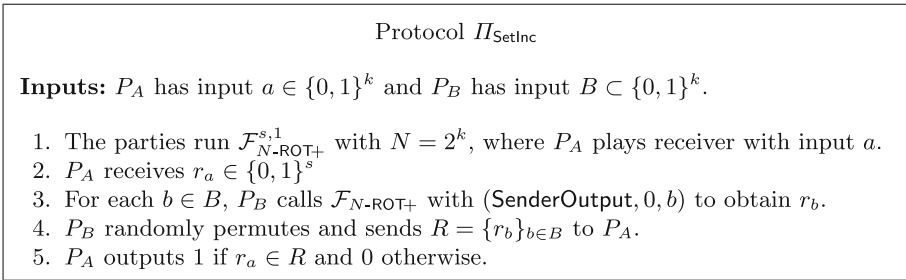 Protocol Π_SetInc
Inputs: P_A has input a ∈ {0, 1}^k and P_B has input B ⊂ {0, 1}^k.
1. The parties run F^{s,1}_{N-ROT+} with N = 2^k, where P_A plays receiver with input a.
2. P_A receives r_a ∈ {0, 1}^s
3. For each b ∈ B, P_B calls F_{N-ROT+} with (SenderOutput, 0, b) to obtain r_b.
4. P_B randomly permutes and sends R = {r_b}_{b∈B} to P_A.
5. P_A outputs 1 if r_a ∈ R and 0 otherwise.